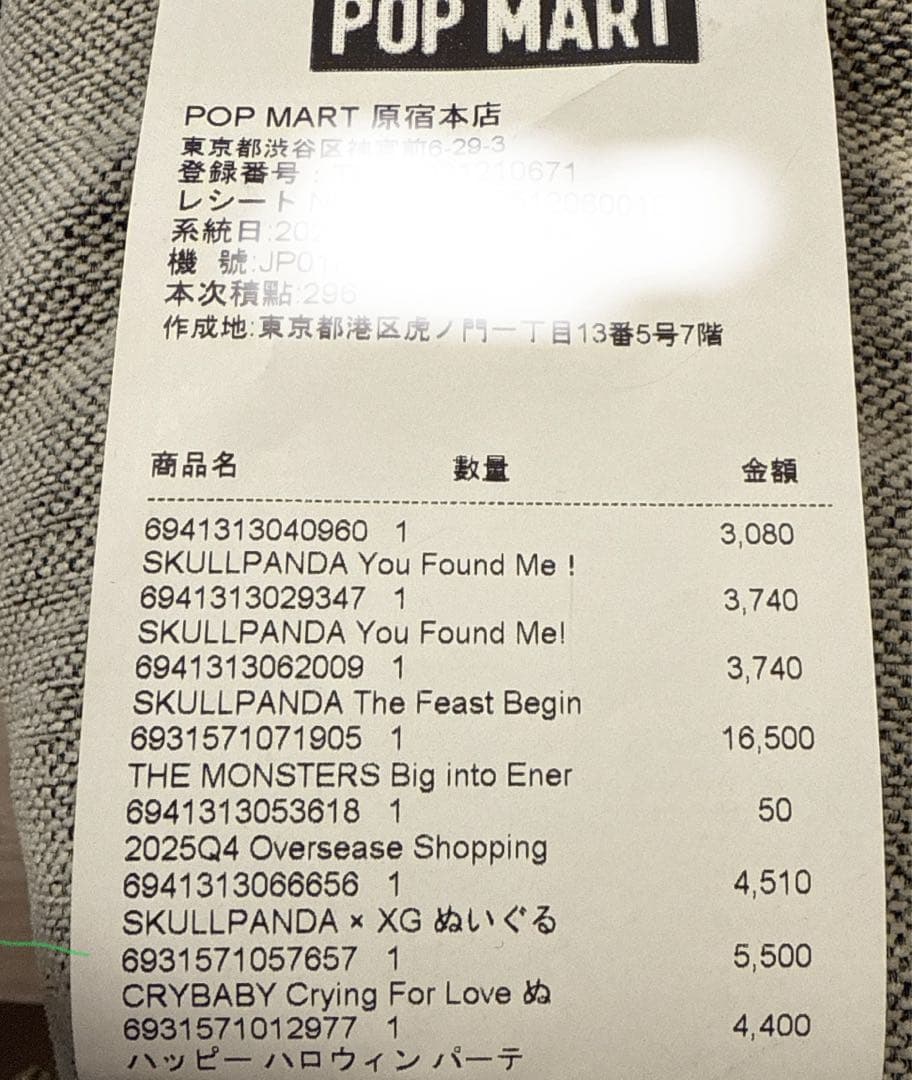 POP MART
POP MART 原宿本店
東京都渋谷区神宮前6-29-3
登録番号 : 1210671
レシート
系統日:202
機 號:JP01
本次積點:296
作成地:東京都港区虎ノ門一丁目13番5号7階
商品名 數量 金額
6941313040960 1 3,080
SKULLPANDA You Found Me !
6941313029347 1 3,740
SKULLPANDA You Found Me!
6941313062009 1 3,740
SKULLPANDA The Feast Begin
6931571071905 1 16,500
THE MONSTERS Big into Ener
6941313053618 1 50
2025Q4 Oversease Shopping
6941313066656 1 4,510
SKULLPANDA × XG ぬいぐる
6931571057657 1 5,500
CRYBABY Crying For Love ぬ
6931571012977 1 4,400
ハッピー ハロウィン パーテ